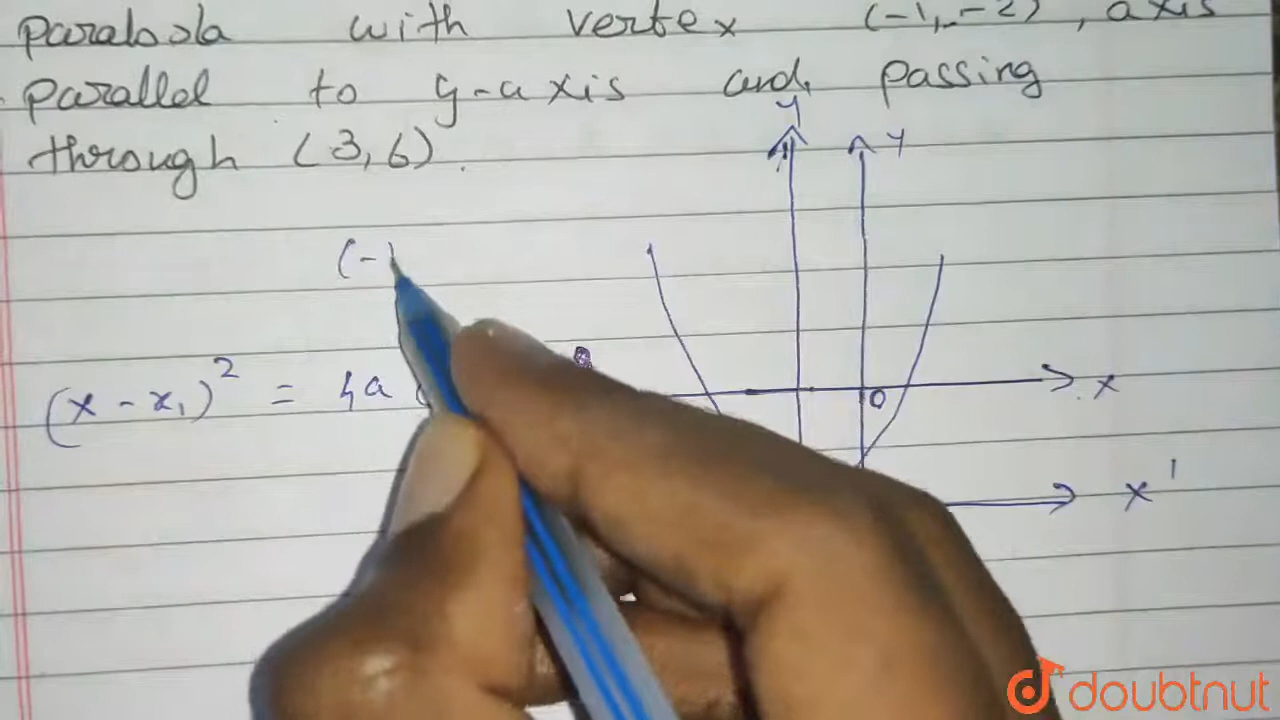 parabola with vertex (-1, -2), axis
parallel to y-axis and passing
through (3, 6).
y
y
(-1
(x - x₁)² = 4a (
O
x
x'
doubtnut